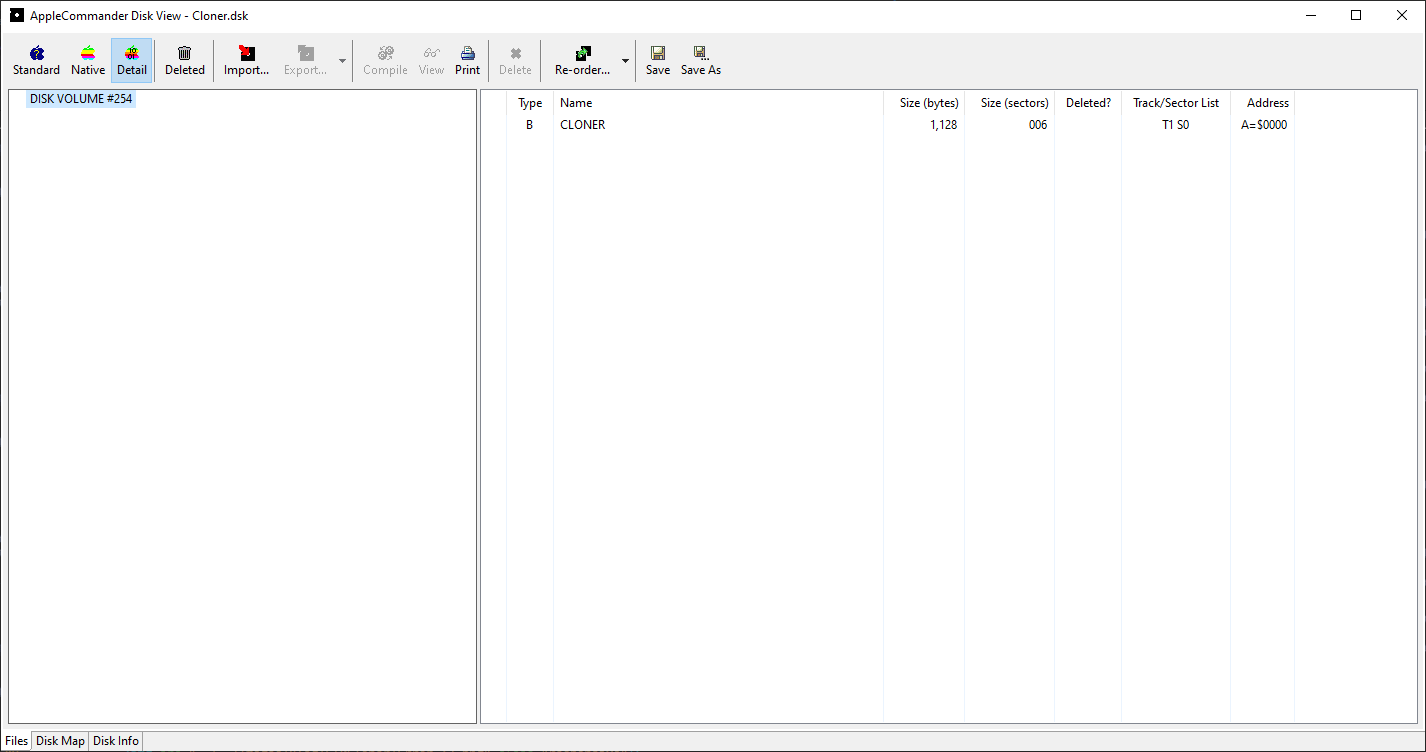 AppleCommander Disk View - Cloner.dsk
Standard Native Detail Deleted Import... Export... Compile View Print Delete Re-order... Save Save As
DISK VOLUME #254
Type Name Size (bytes) Size (sectors) Deleted? Track/Sector List Address
B CLONER 1,128 006 T1 S0 A=$0000
Files Disk Map Disk Info